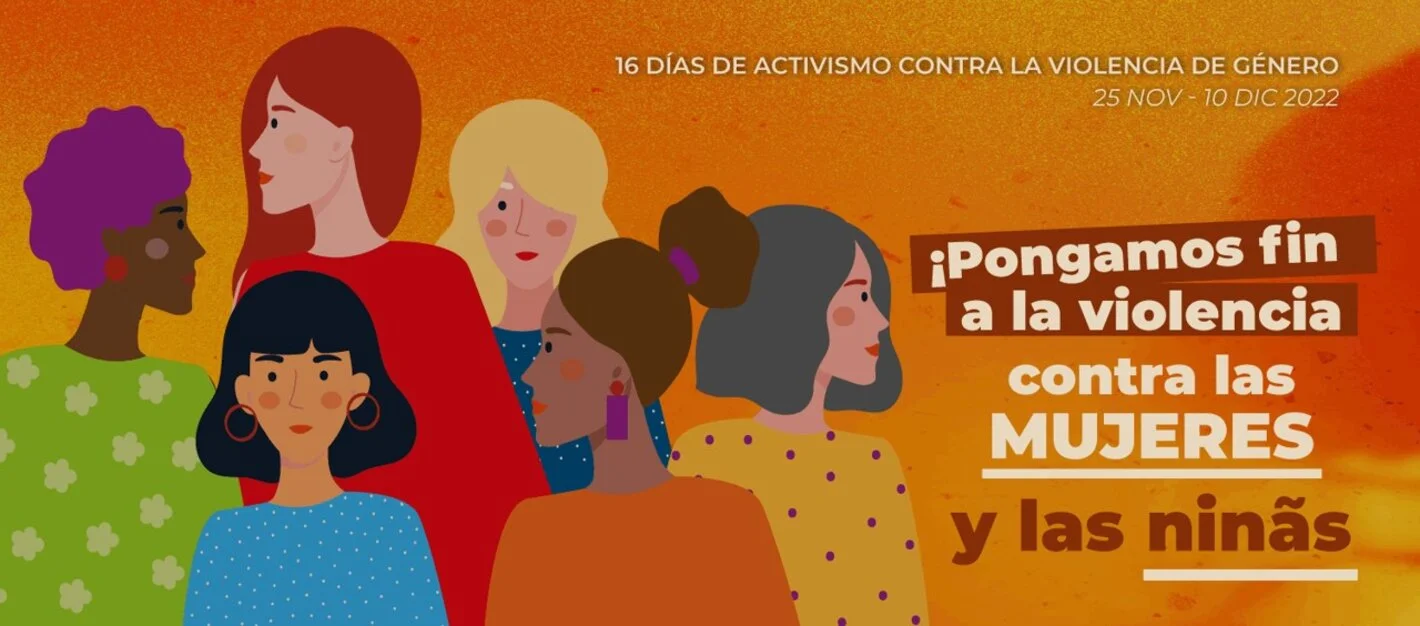 16 DÍAS DE ACTIVISMO CONTRA LA VIOLENCIA DE GÉNERO
25 NOV - 10 DIC 2022
¡Pongamos fin
a la violencia
contra las
MUJERES
y las ninãs